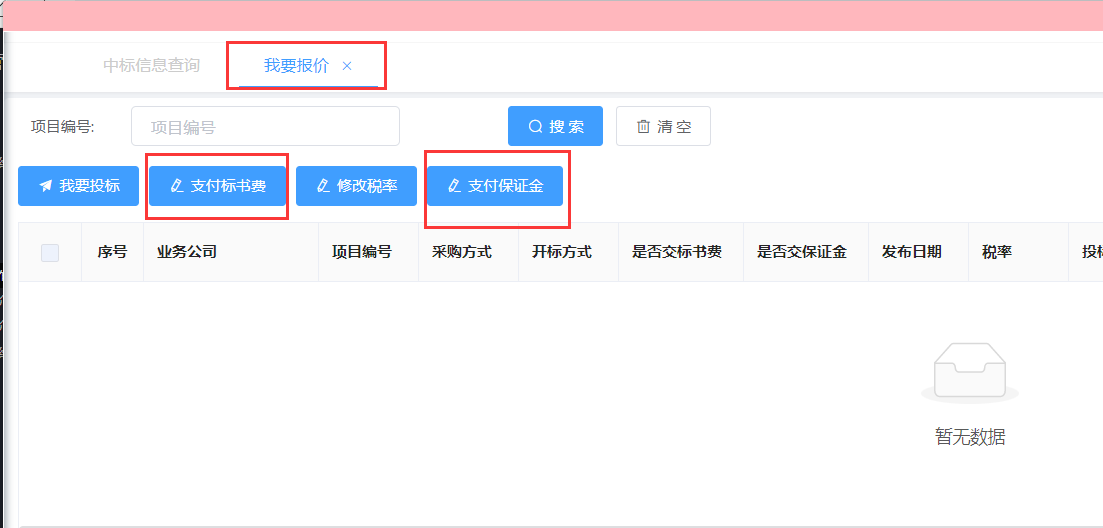 中标信息查询
我要报价
项目编号:
项目编号
搜 索
清 空
我要投标
支付标书费
修改税率
支付保证金
序号
业务公司
项目编号
采购方式
开标方式
是否交标书费
是否交保证金
发布日期
税率
暂无数据